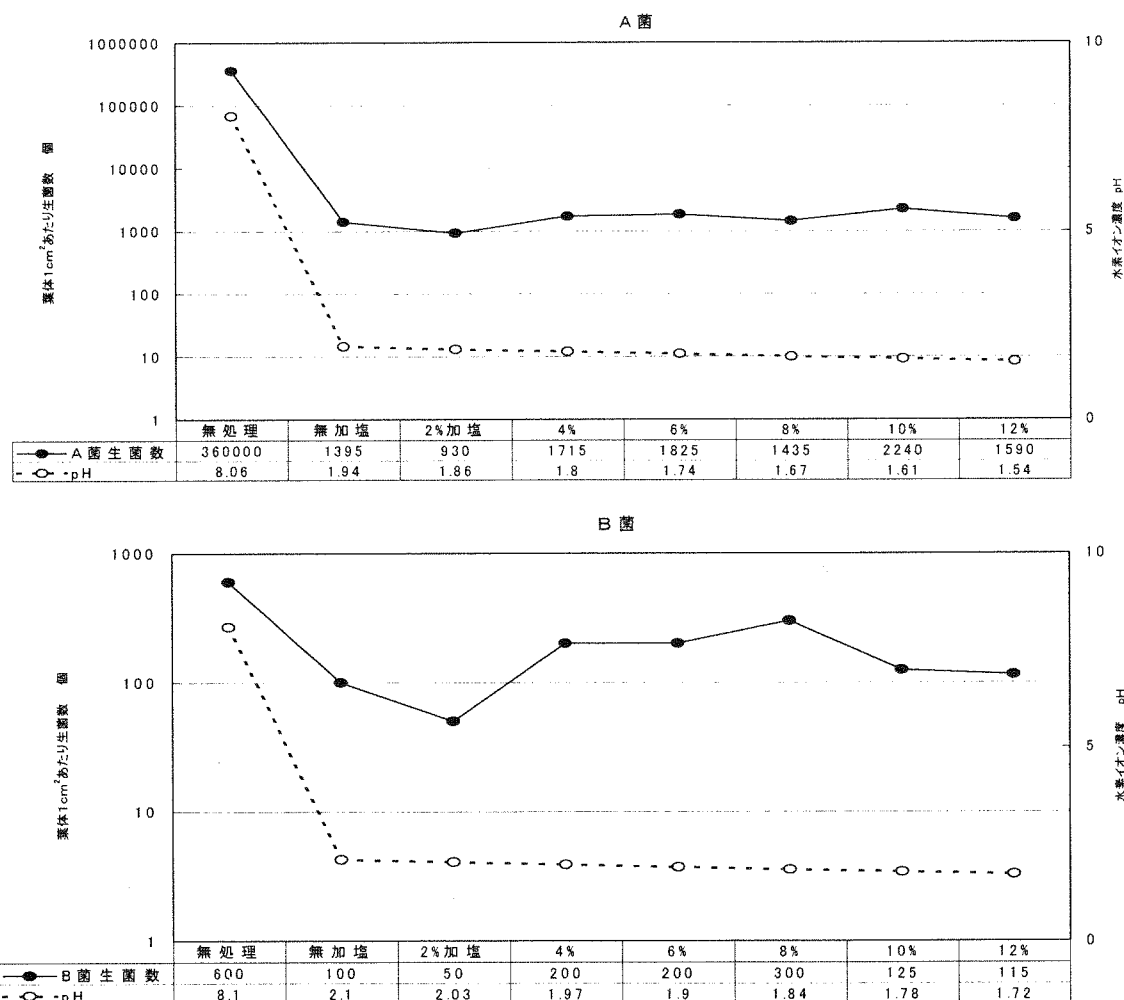 A菌
1000000
100000
10000
1000
100
10
1
葉体1cm²あたり生菌数 個
10
5
0
水素イオン濃度 pH
無処理 無加塩 2%加塩 4% 6% 8% 10% 12%
A菌生菌数 360000 1395 930 1715 1825 1435 2240 1590
pH 8.06 1.94 1.86 1.8 1.74 1.67 1.61 1.54
B菌
1000
100
10
1
葉体1cm²あたり生菌数 個
10
5
0
水素イオン濃度 pH
無処理 無加塩 2%加塩 4% 6% 8% 10% 12%
B菌生菌数 600 100 50 200 200 300 125 115
pH 8.1 2.1 2.03 1.97 1.9 1.84 1.78 1.72